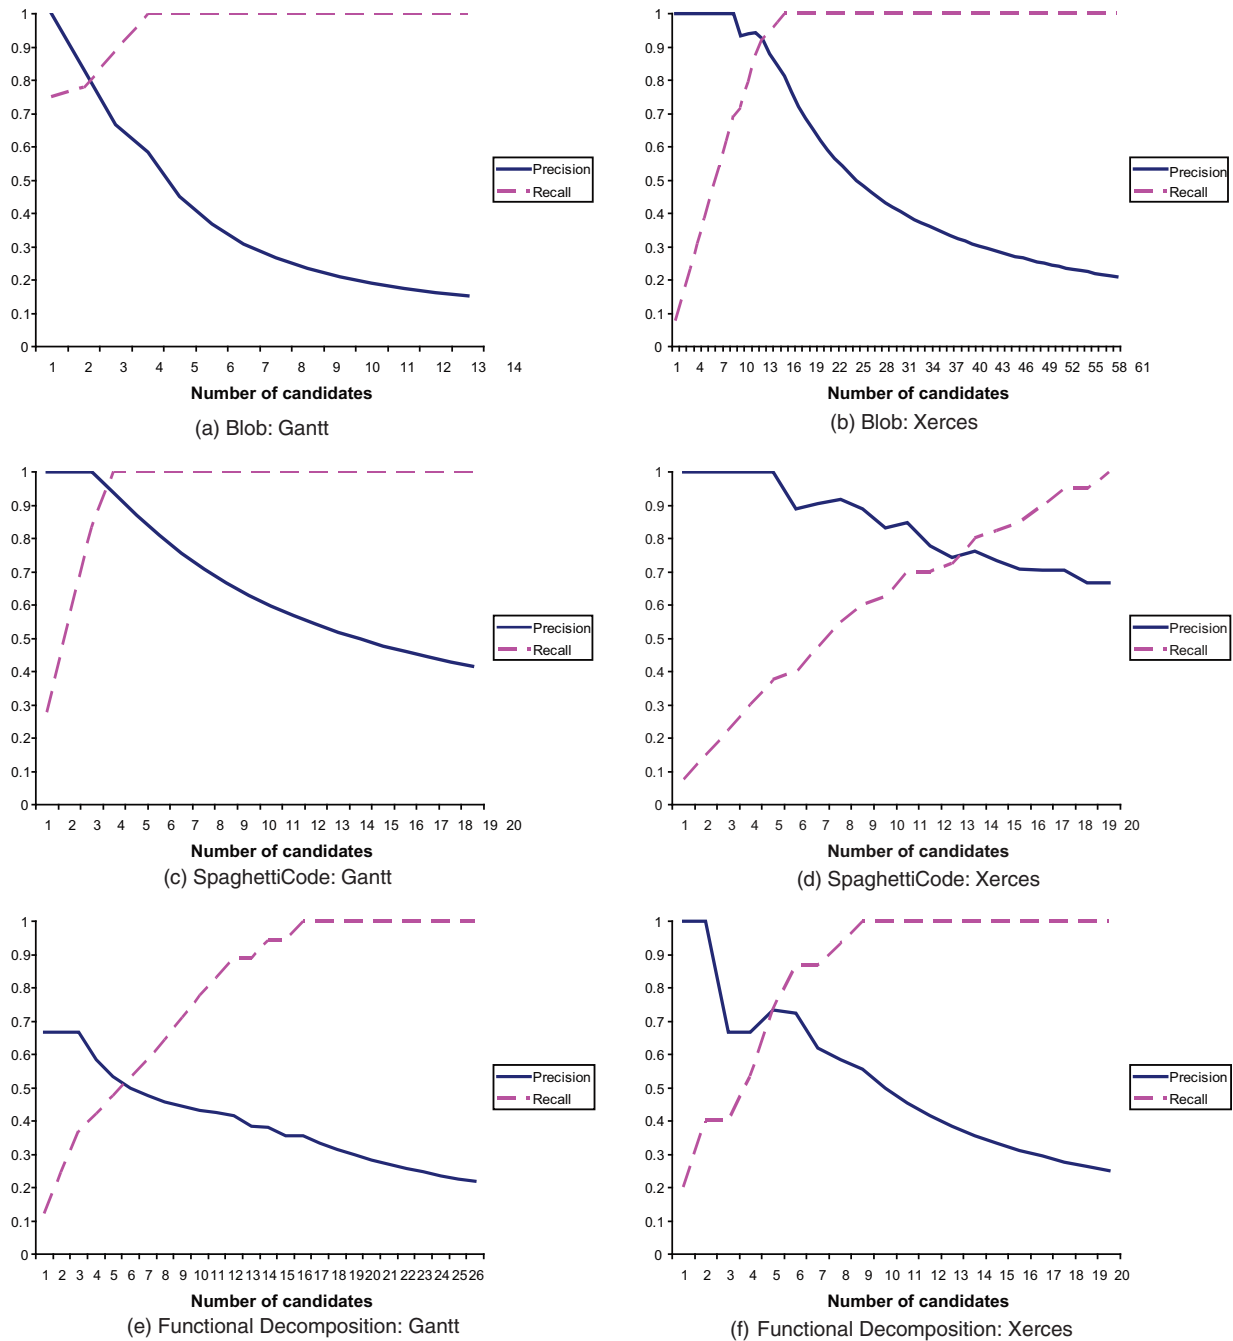 1
0.9
0.8
0.7
0.6
0.5
0.4
0.3
0.2
0.1
0
1 2 3 4 5 6 7 8 9 10 11 12 13 14
Number of candidates
Precision
Recall
(a) Blob: Gantt
1
0.9
0.8
0.7
0.6
0.5
0.4
0.3
0.2
0.1
0
1 4 7 10 13 16 19 22 25 28 31 34 37 40 43 46 49 52 55 58 61
Number of candidates
Precision
Recall
(b) Blob: Xerces
1
0.9
0.8
0.7
0.6
0.5
0.4
0.3
0.2
0.1
0
1 2 3 4 5 6 7 8 9 10 11 12 13 14 15 16 17 18 19 20
Number of candidates
Precision
Recall
(c) SpaghettiCode: Gantt
1
0.9
0.8
0.7
0.6
0.5
0.4
0.3
0.2
0.1
0
1 2 3 4 5 6 7 8 9 10 11 12 13 14 15 16 17 18 19 20
Number of candidates
Precision
Recall
(d) SpaghettiCode: Xerces
1
0.9
0.8
0.7
0.6
0.5
0.4
0.3
0.2
0.1
0
1 2 3 4 5 6 7 8 9 10 11 12 13 14 15 16 17 18 19 20 21 22 23 24 25 26
Number of candidates
Precision
Recall
(e) Functional Decomposition: Gantt
1
0.9
0.8
0.7
0.6
0.5
0.4
0.3
0.2
0.1
0
1 2 3 4 5 6 7 8 9 10 11 12 13 14 15 16 17 18 19 20
Number of candidates
Precision
Recall
(f) Functional Decomposition: Xerces